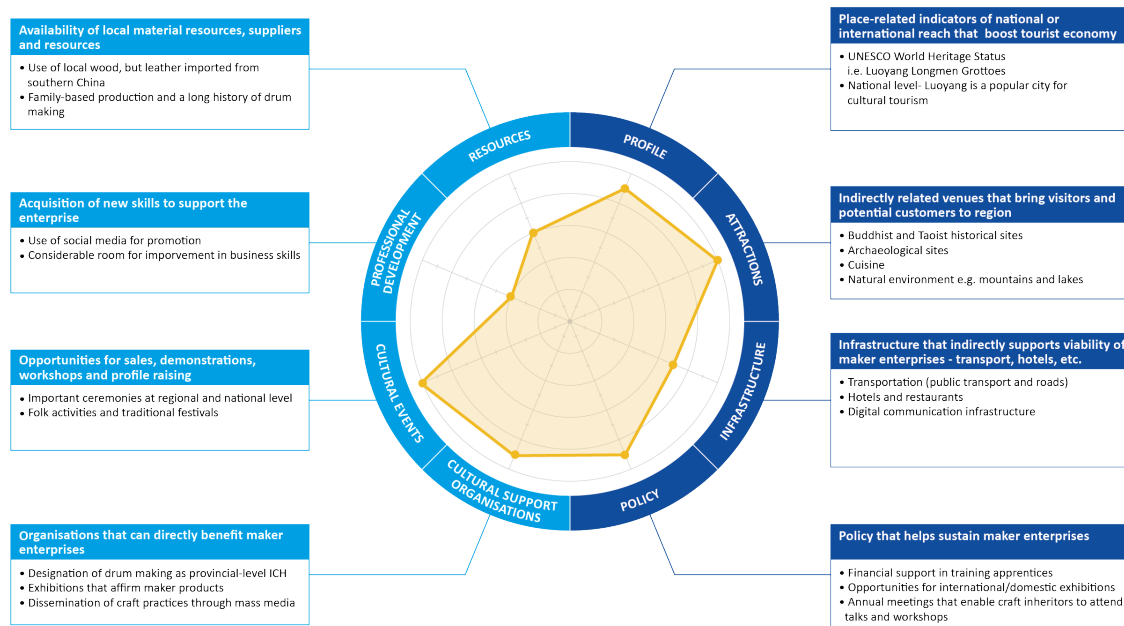 Availability of local material resources, suppliers
and resources
• Use of local wood, but leather imported from
southern China
• Family-based production and a long history of drum
making
Acquisition of new skills to support the
enterprise
• Use of social media for promotion
• Considerable room for imporvement in business skills
Opportunities for sales, demonstrations,
workshops and profile raising
• Important ceremonies at regional and national level
• Folk activities and traditional festivals
Organisations that can directly benefit maker
enterprises
• Designation of drum making as provincial-level ICH
• Exhibitions that affirm maker products
• Dissemination of craft practices through mass media
RESOURCES
PROFILE
PROFESSIONAL
DEVELOPMENT
ATTRACTIONS
CULTURAL EVENTS
INFRASTRUCTURE
CULTURAL SUPPORT
ORGANISATIONS
POLICY
Place-related indicators of national or
international reach that boost tourist economy
• UNESCO World Heritage Status
i.e. Luoyang Longmen Grottoes
• National level- Luoyang is a popular city for
cultural tourism
Indirectly related venues that bring visitors and
potential customers to region
• Buddhist and Taoist historical sites
• Archaeological sites
• Cuisine
• Natural environment e.g. mountains and lakes
Infrastructure that indirectly supports viability of
maker enterprises - transport, hotels, etc.
• Transportation (public transport and roads)
• Hotels and restaurants
• Digital communication infrastructure
Policy that helps sustain maker enterprises
• Financial support in training apprentices
• Opportunities for international/domestic exhibitions
• Annual meetings that enable craft inheritors to attend
talks and workshops